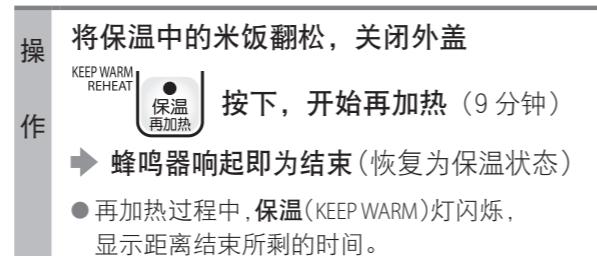 操作
将保温中的米饭翻松，关闭外盖
KEEP WARM
REHEAT
保温
再加热
按下，开始再加热（9 分钟）
蜂鸣器响起即为结束（恢复为保温状态）
●再加热过程中，保温（KEEP WARM）灯闪烁，
显示距离结束所剩的时间。